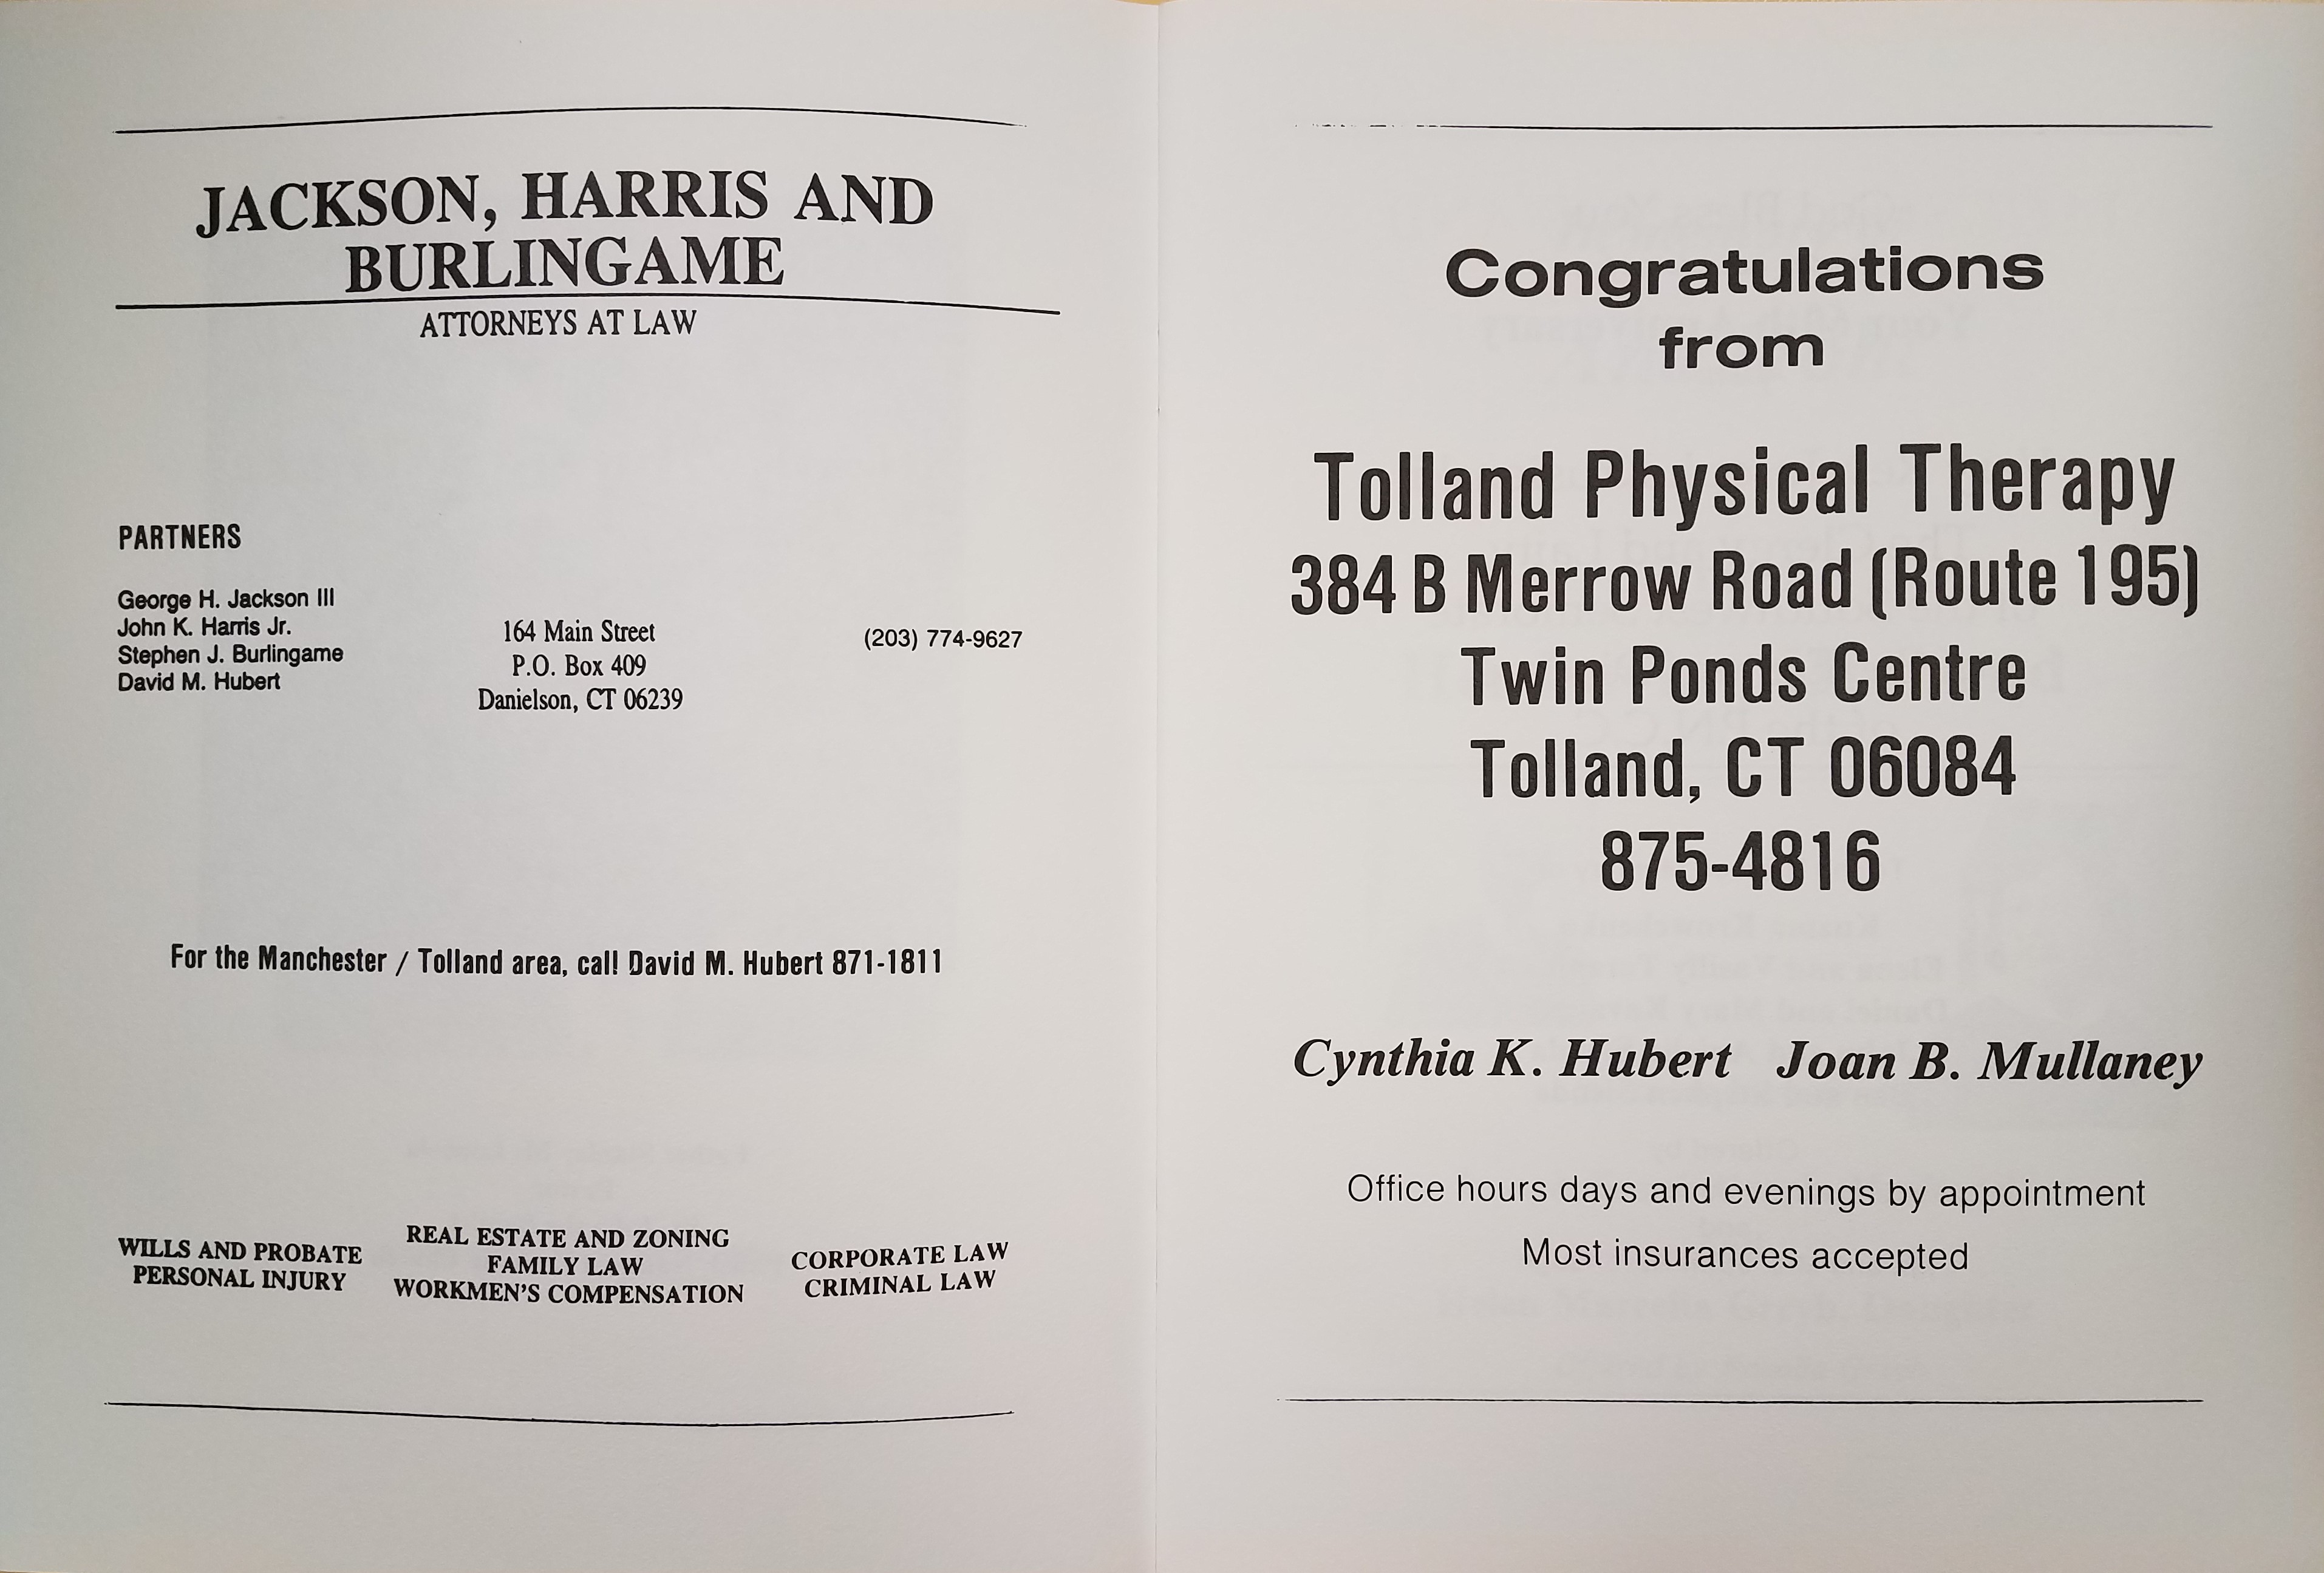 JACKSON, HARRIS AND
BURLINGAME
ATTORNEYS AT LAW
PARTNERS
George H. Jackson III
John K. Harris Jr.
Stephen J. Burlingame
David M. Hubert
164 Main Street
P.O. Box 409
Danielson, CT 06239
(203) 774-9627
For the Manchester / Tolland area, call David M. Hubert 871-1811
WILLS AND PROBATE
PERSONAL INJURY
REAL ESTATE AND ZONING
FAMILY LAW
WORKMEN'S COMPENSATION
CORPORATE LAW
CRIMINAL LAW
Congratulations
from
Tolland Physical Therapy
384 B Merrow Road (Route 195)
Twin Ponds Centre
Tolland, CT 06084
875-4816
Cynthia K. Hubert Joan B. Mullaney
Office hours days and evenings by appointment
Most insurances accepted